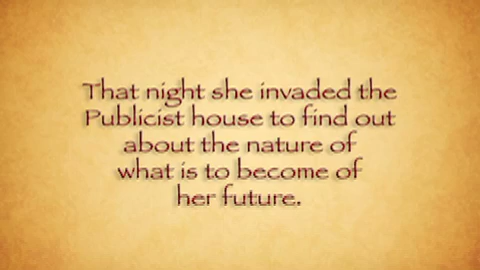 That night she invaded the
Publicist house to find out
about the nature of
what is to become of
her future.